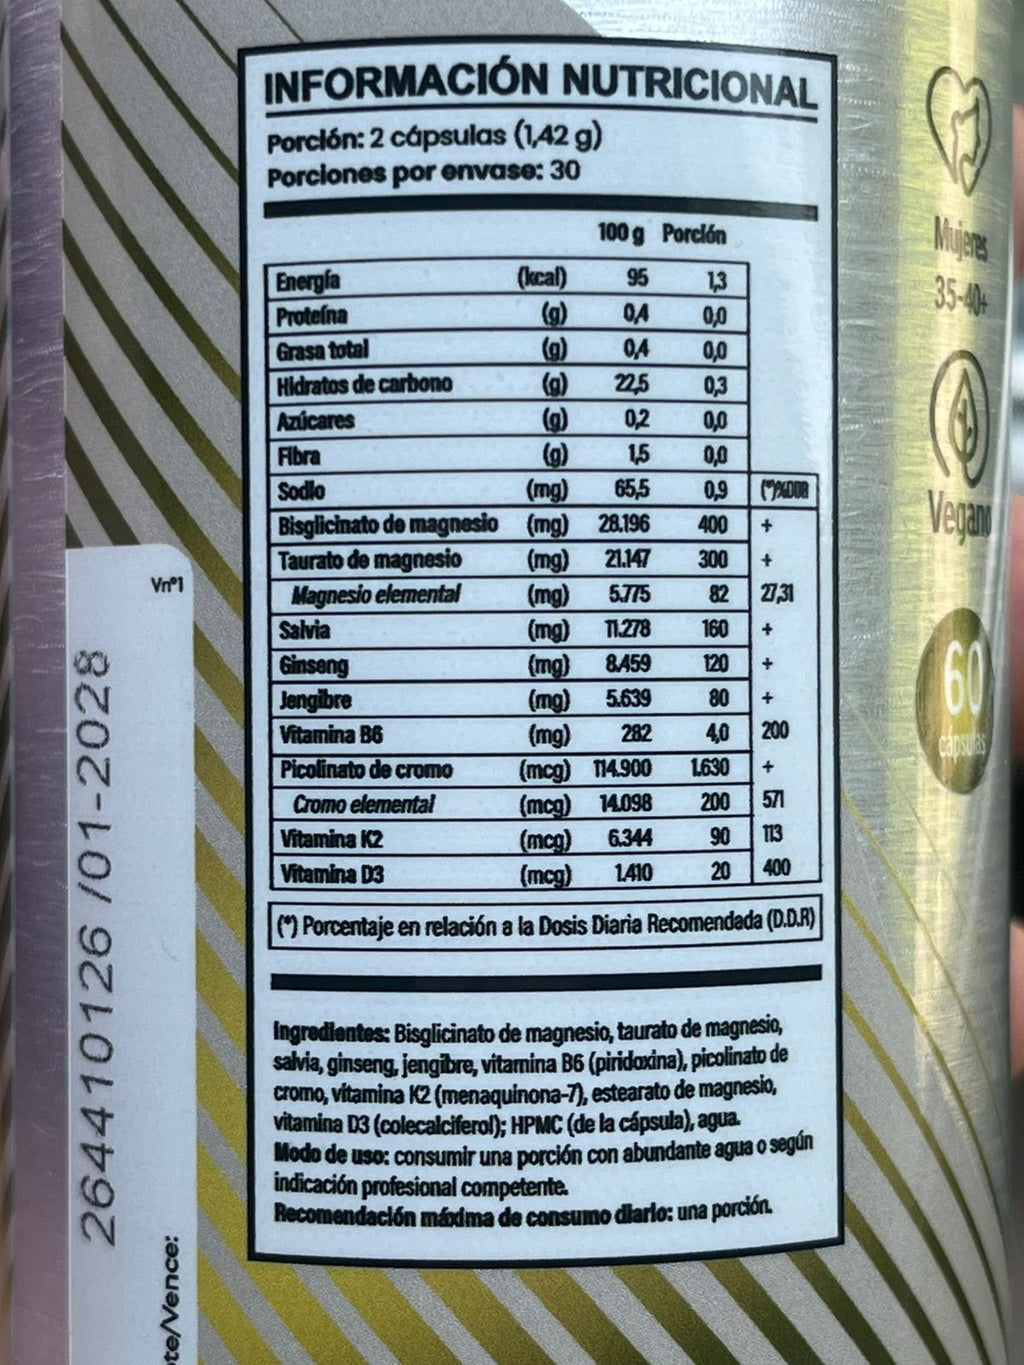 INFORMACIÓN NUTRICIONAL
Porción: 2 cápsulas (1,42 g)
Porciones por envase: 30
100 g Porción
Energía (kcal) 95 1,3
Proteína (g) 0,4 0,0
Grasa total (g) 0,4 0,0
Hidratos de carbono (g) 22,5 0,3
Azúcares (g) 0,2 0,0
Fibra (g) 1,5 0,0
Sodio (mg) 65,5 0,9 (*)%DDR
Bisglicinato de magnesio (mg) 28.196 400 +
Taurato de magnesio (mg) 21.147 300 +
Magnesio elemental (mg) 5.775 82 27,31
Salvia (mg) 11.278 160 +
Ginseng (mg) 8.459 120 +
Jengibre (mg) 5.639 80 +
Vitamina B6 (mg) 282 4,0 200
Picolinato de cromo (mcg) 114.900 1.630 +
Cromo elemental (mcg) 14.098 200 571
Vitamina K2 (mcg) 6.344 90 113
Vitamina D3 (mcg) 1.410 20 400
(*) Porcentaje en relación a la Dosis Diaria Recomendada (D.D.R)
Ingredientes: Bisglicinato de magnesio, taurato de magnesio,
salvia, ginseng, jengibre, vitamina B6 (piridoxina), picolinato de
cromo, vitamina K2 (menaquinona-7), estearato de magnesio,
vitamina D3 (colecalciferol); HPMC (de la cápsula), agua.
Modo de uso: consumir una porción con abundante agua o según
indicación profesional competente.
Recomendación máxima de consumo diario: una porción.
Mujeres
35-40+
Vegano
60
cápsulas
Vnº1
264410126 /01-2028
te/Vence: